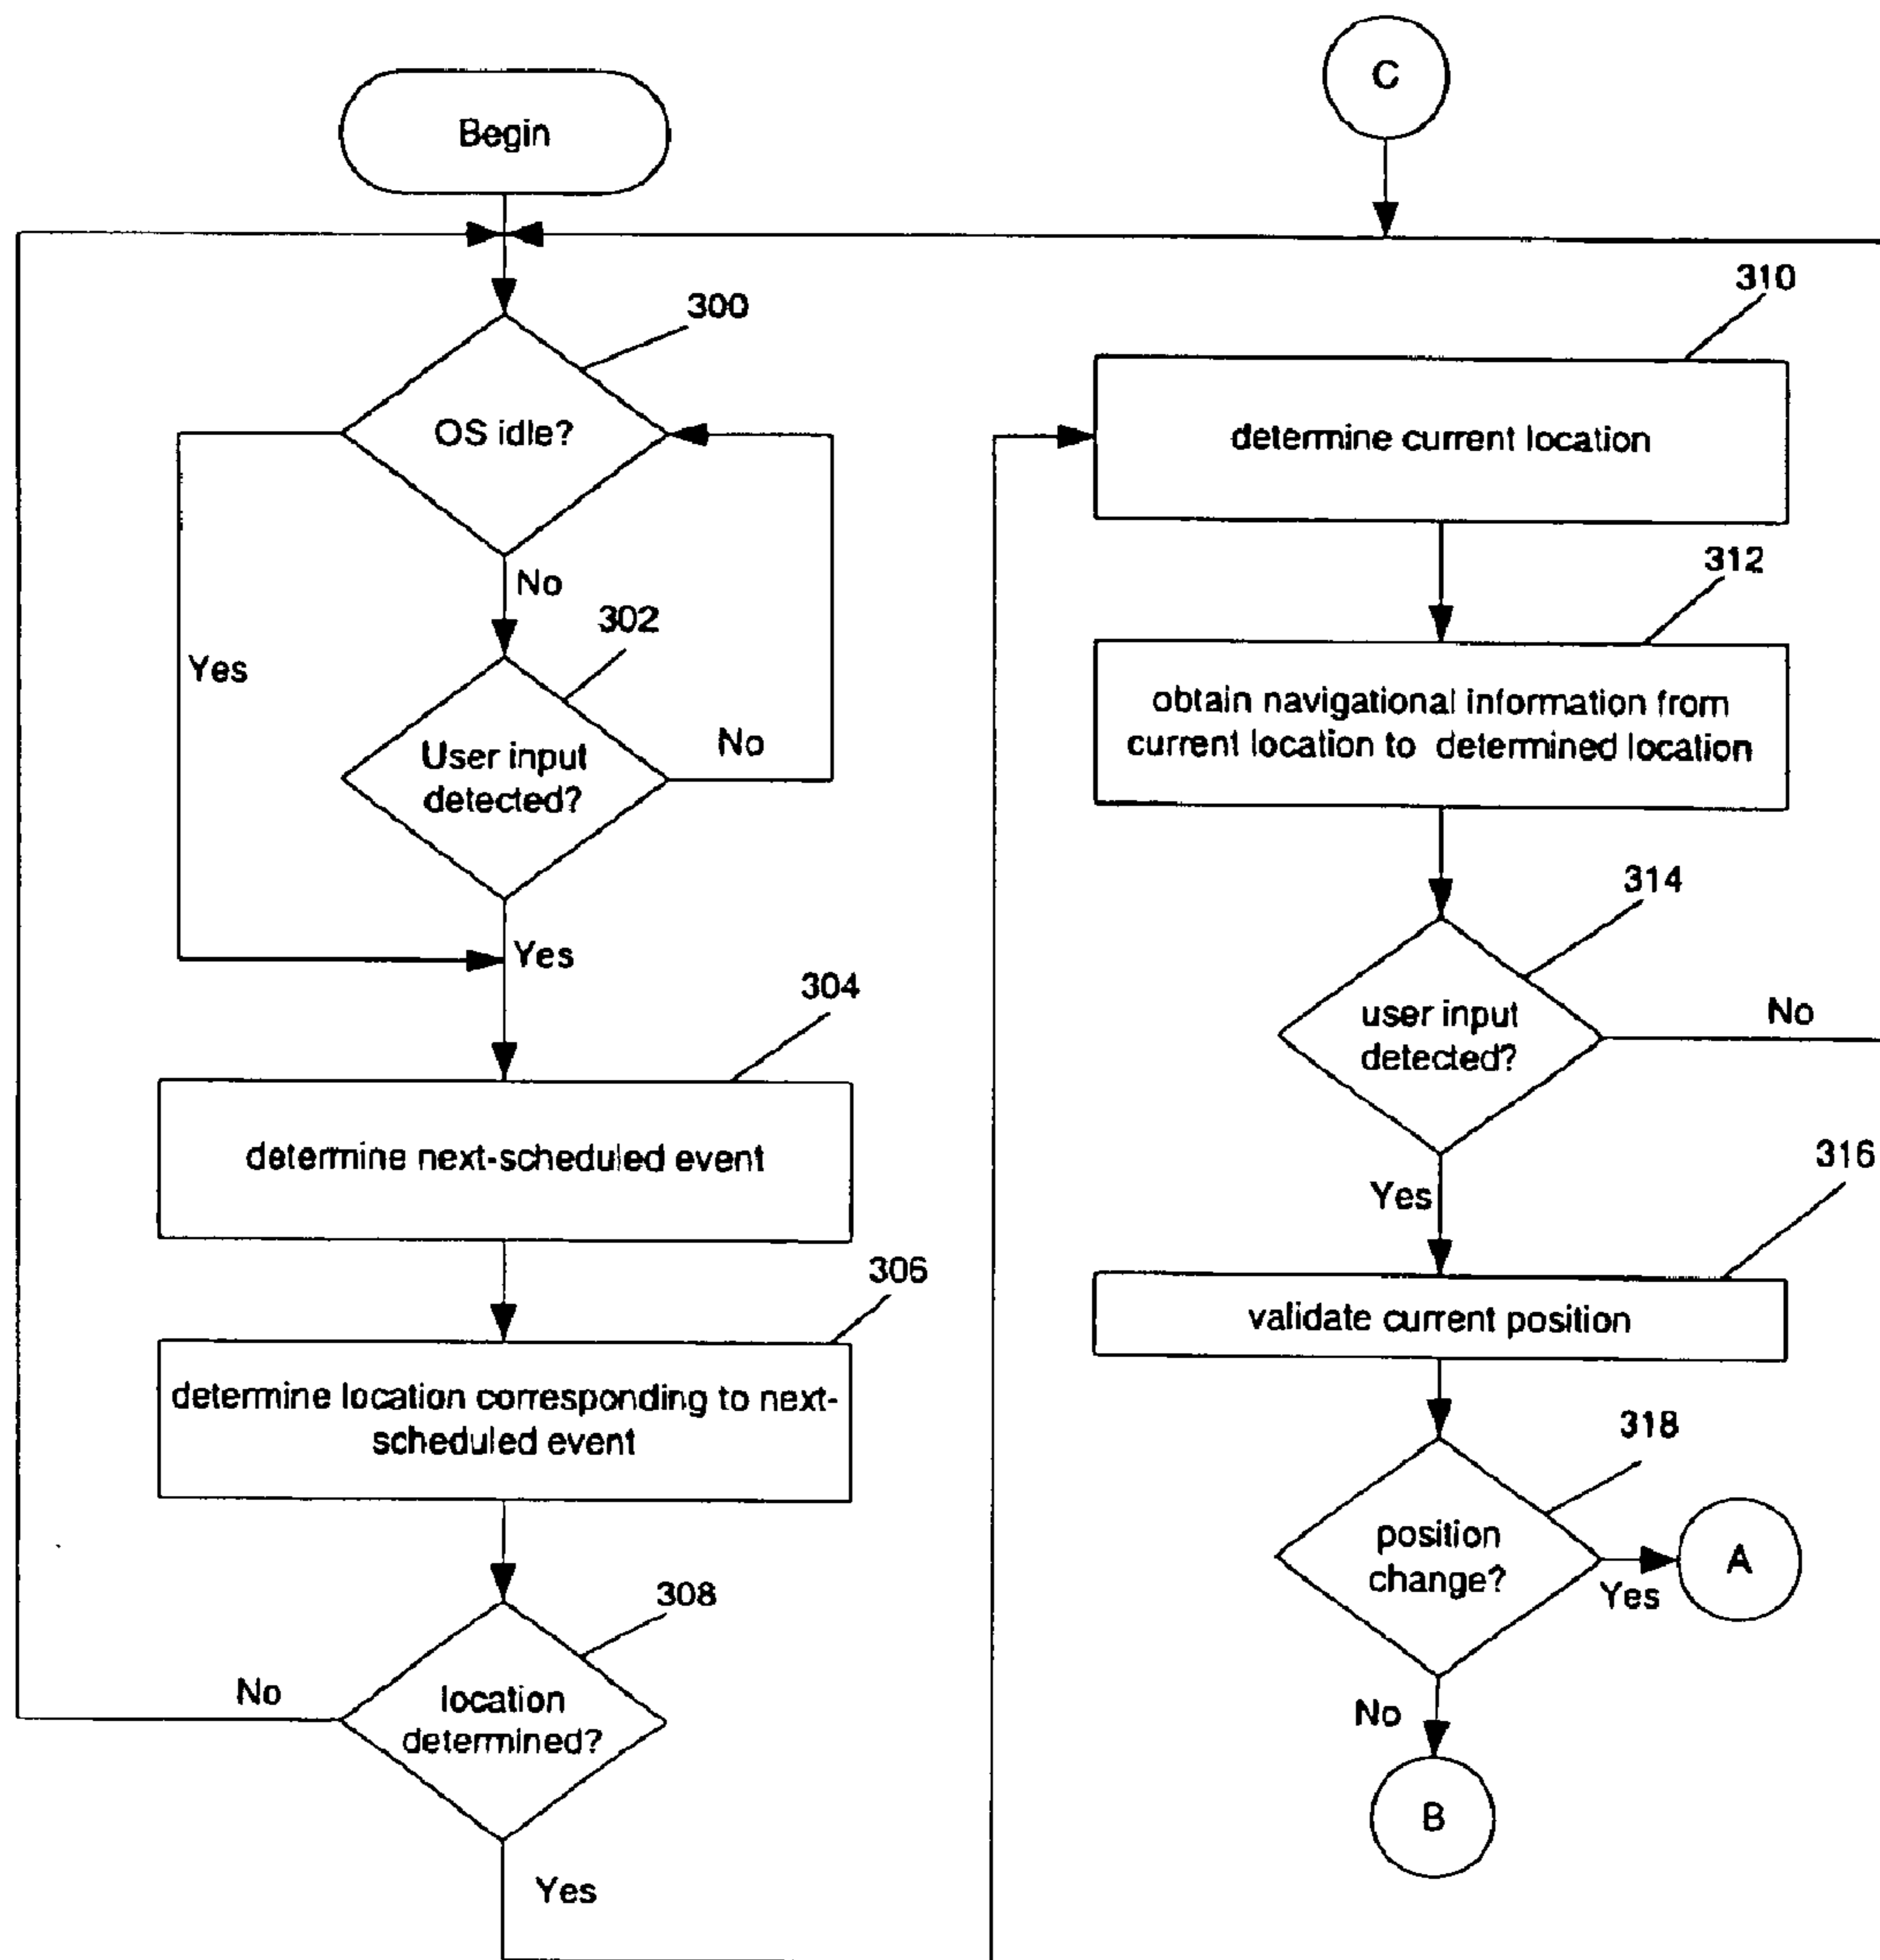 Begin
300
OS idle?
No
Yes
302
User input
detected?
No
Yes
304
determine next-scheduled event
306
determine location corresponding to next-
scheduled event
308
location
determined?
No
Yes
C
310
determine current location
312
obtain navigational information from
current location to determined location
314
user input
detected?
No
Yes
316
validate current position
318
position
change?
Yes
A
No
B